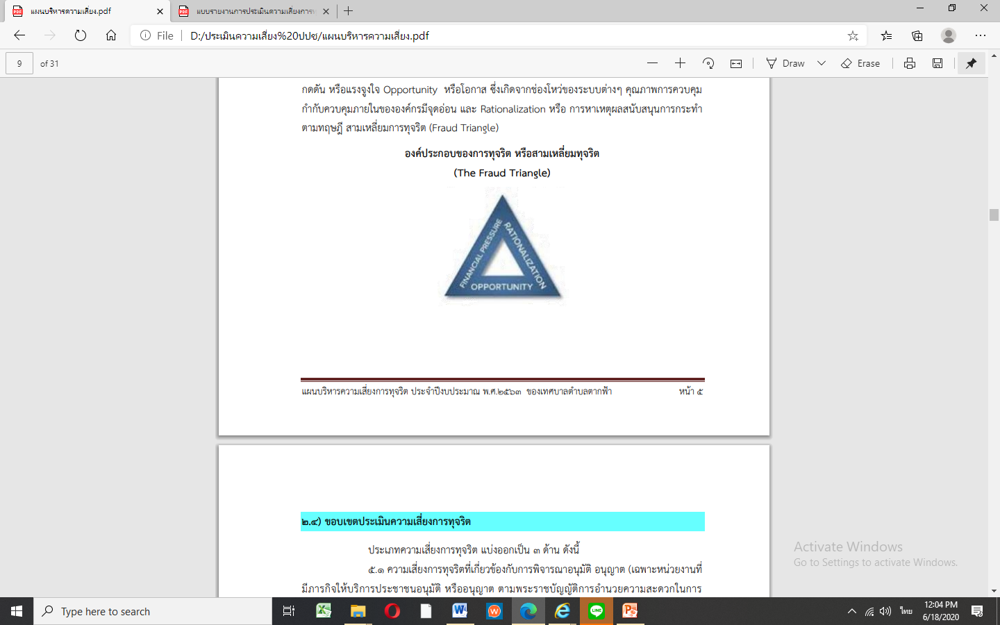 แผนบริหารความเสี่ยง.pdf
แบบรายงานการประเมินความเสี่ยงการท
File
D:/ประเมินความเสี่ยง%20ปปช/แผนบริหารความเสี่ยง.pdf
9 of 31
Draw
Erase
กดดัน หรือแรงจูงใจ Opportunity หรือโอกาส ซึ่งเกิดจากช่องโหว่ของระบบต่างๆ คุณภาพการควบคุม
กำกับควบคุมภายในขององค์กรมีจุดอ่อน และ Rationalization หรือ การหาเหตุผลสนับสนุนการกระทำ
ตามทฤษฎี สามเหลี่ยมการทุจริต (Fraud Triangle)
องค์ประกอบของการทุจริต หรือสามเหลี่ยมทุจริต
(The Fraud Triangle)
FINANCIAL PRESSURE
RATIONALIZATION
OPPORTUNITY
แผนบริหารความเสี่ยงการทุจริต ประจำปีงบประมาณ พ.ศ.๒๕๖๓ ของเทศบาลตำบลตากฟ้า หน้า ๕
๒.๔) ขอบเขตประเมินความเสี่ยงการทุจริต
ประเภทความเสี่ยงการทุจริต แบ่งออกเป็น ๓ ด้าน ดังนี้
๕.๑ ความเสี่ยงการทุจริตที่เกี่ยวข้องกับการพิจารณาอนุมัติ อนุญาต (เฉพาะหน่วยงานที่
มีภารกิจให้บริการประชาชนอนุมัติ หรืออนุญาต ตามพระราชบัญญัติการอำนวยความสะดวกในการ
Activate Windows
Go to Settings to activate Windows.
Type here to search
LINE
ไทย
12:04 PM
6/18/2020